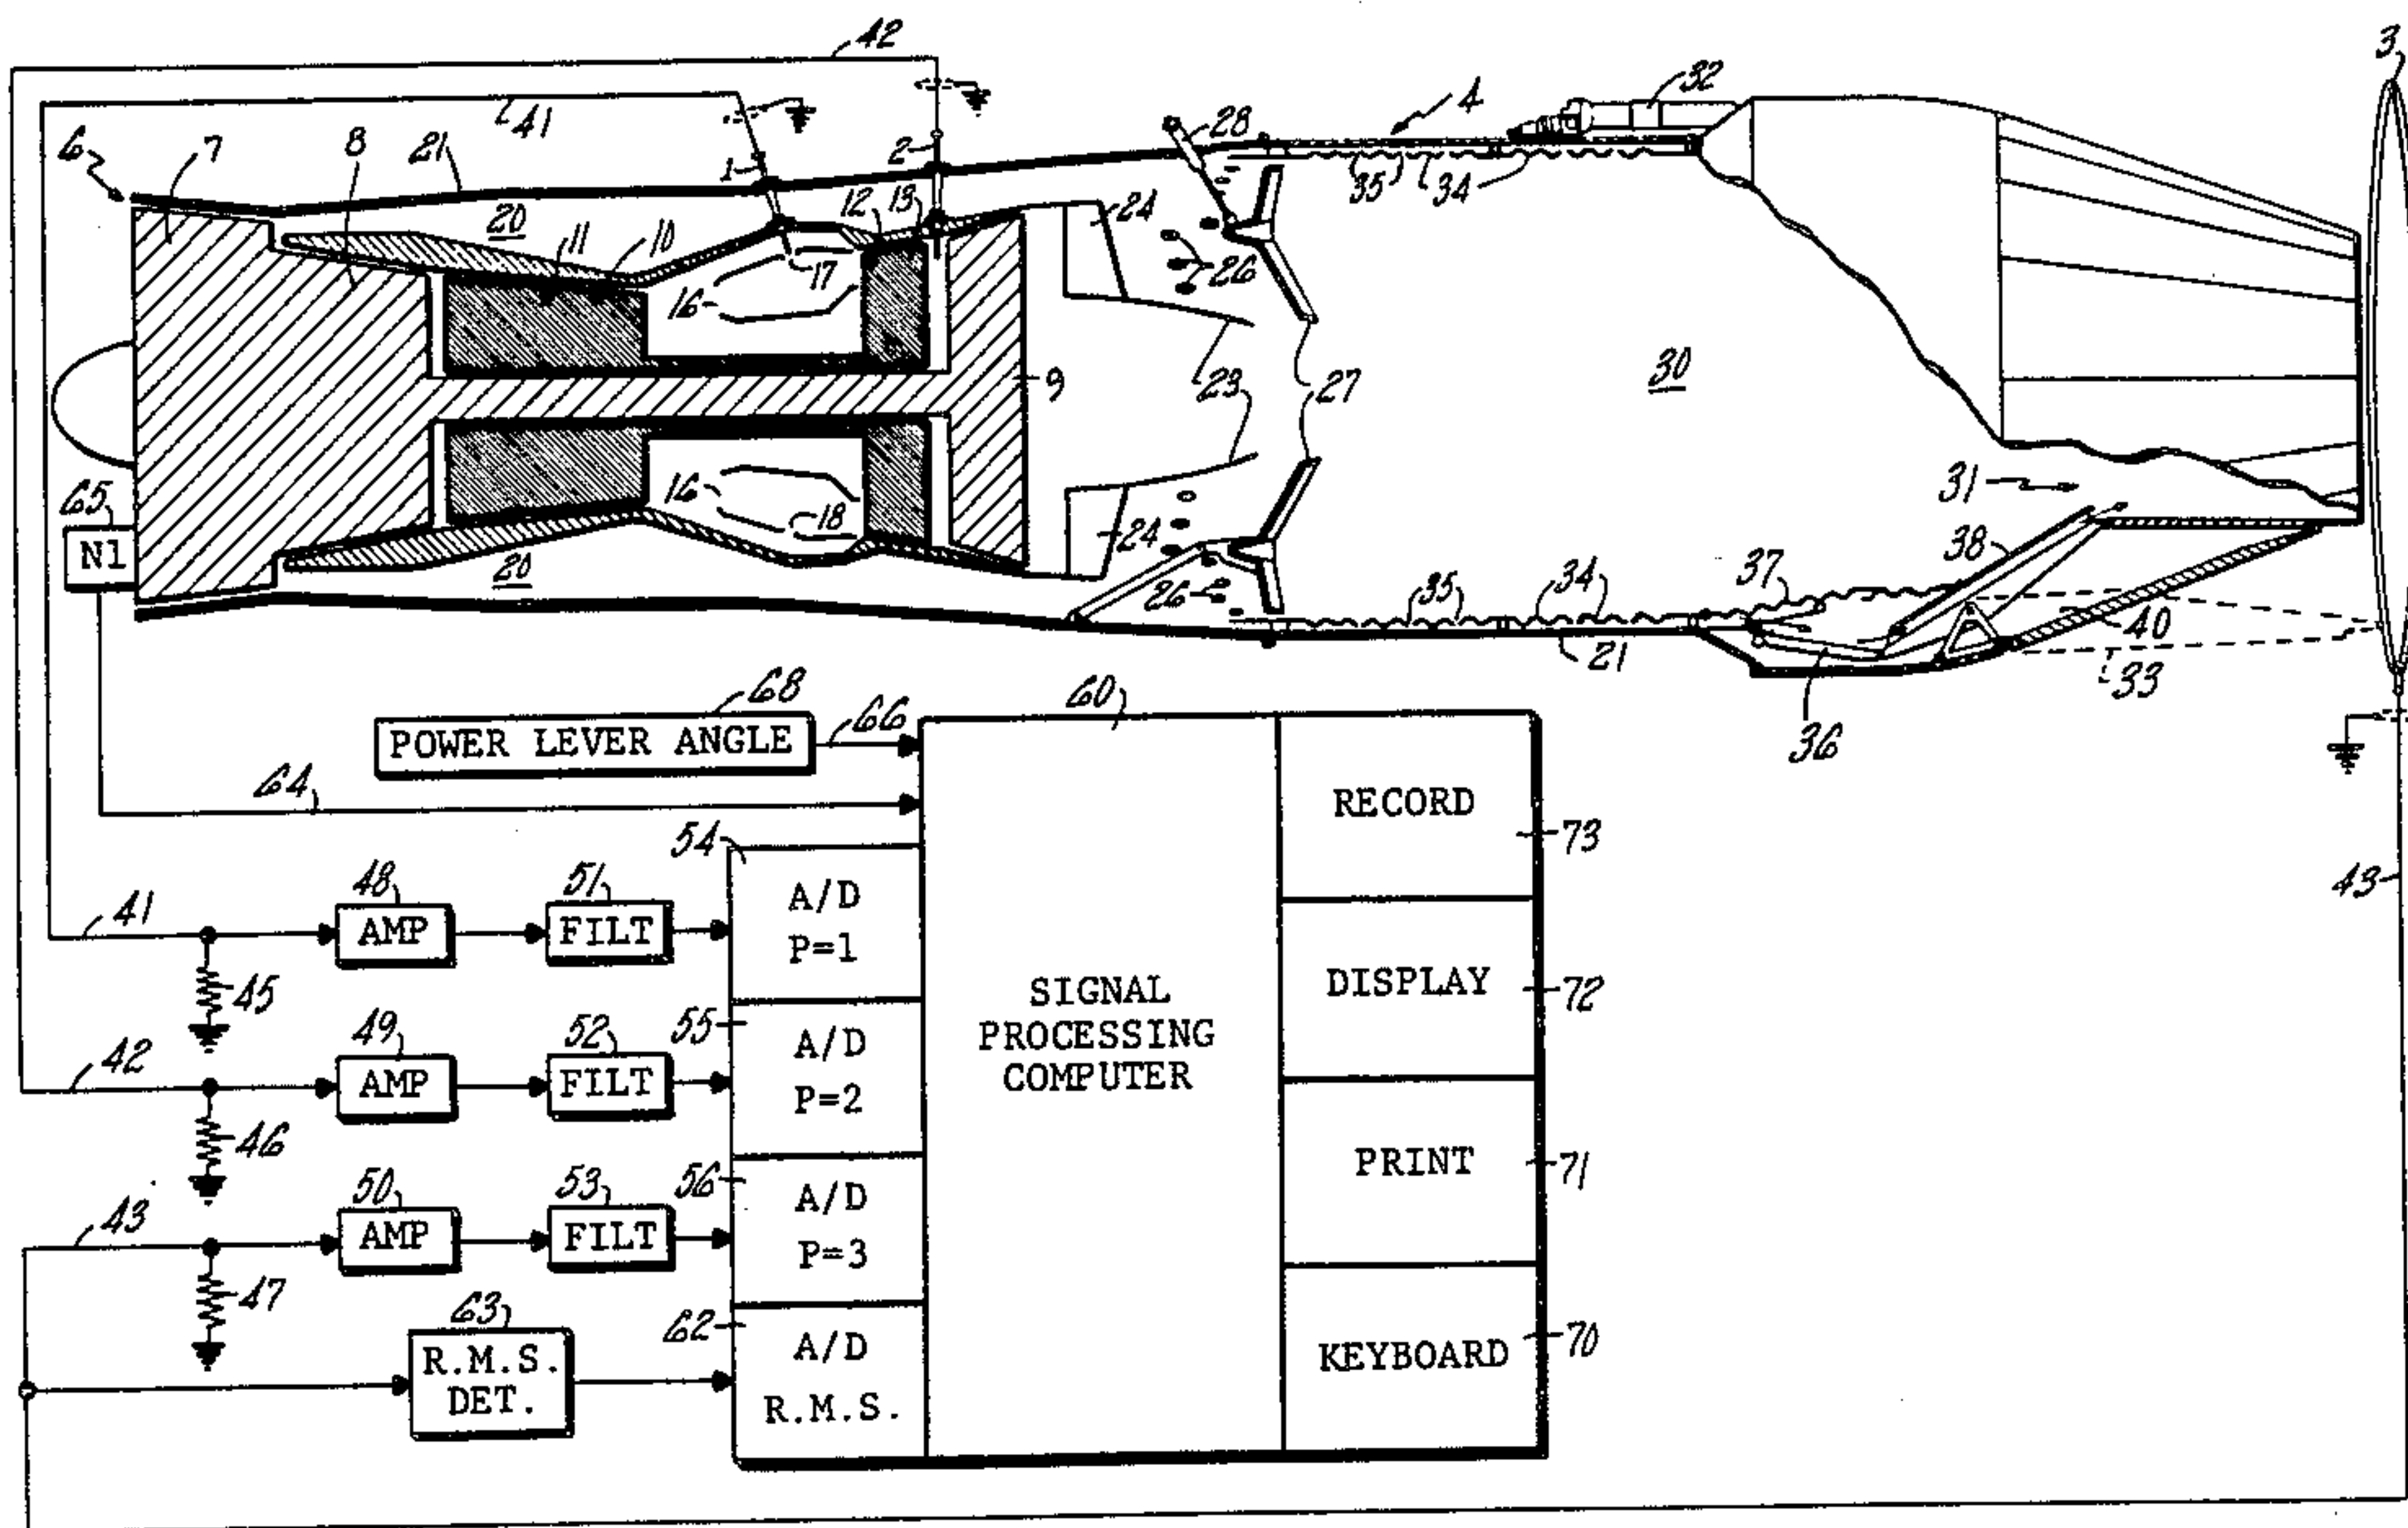 42
3
32
4
41
28
6
7
8
21
1
2
20
11
10
12
13
24
35
34
16
17
26
9
23
27
30
65
N1
16
18
24
31
38
20
26
35
34
37
21
40
33
36
68
66
60
POWER LEVER ANGLE
64
RECORD
73
54
41
48
51
A/D
P=1
AMP
FILT
43
45
SIGNAL
PROCESSING
COMPUTER
DISPLAY
72
42
49
52
55
A/D
P=2
AMP
FILT
46
PRINT
71
43
50
53
56
A/D
P=3
AMP
FILT
47
63
62
R.M.S.
DET.
A/D
R.M.S.
KEYBOARD
70